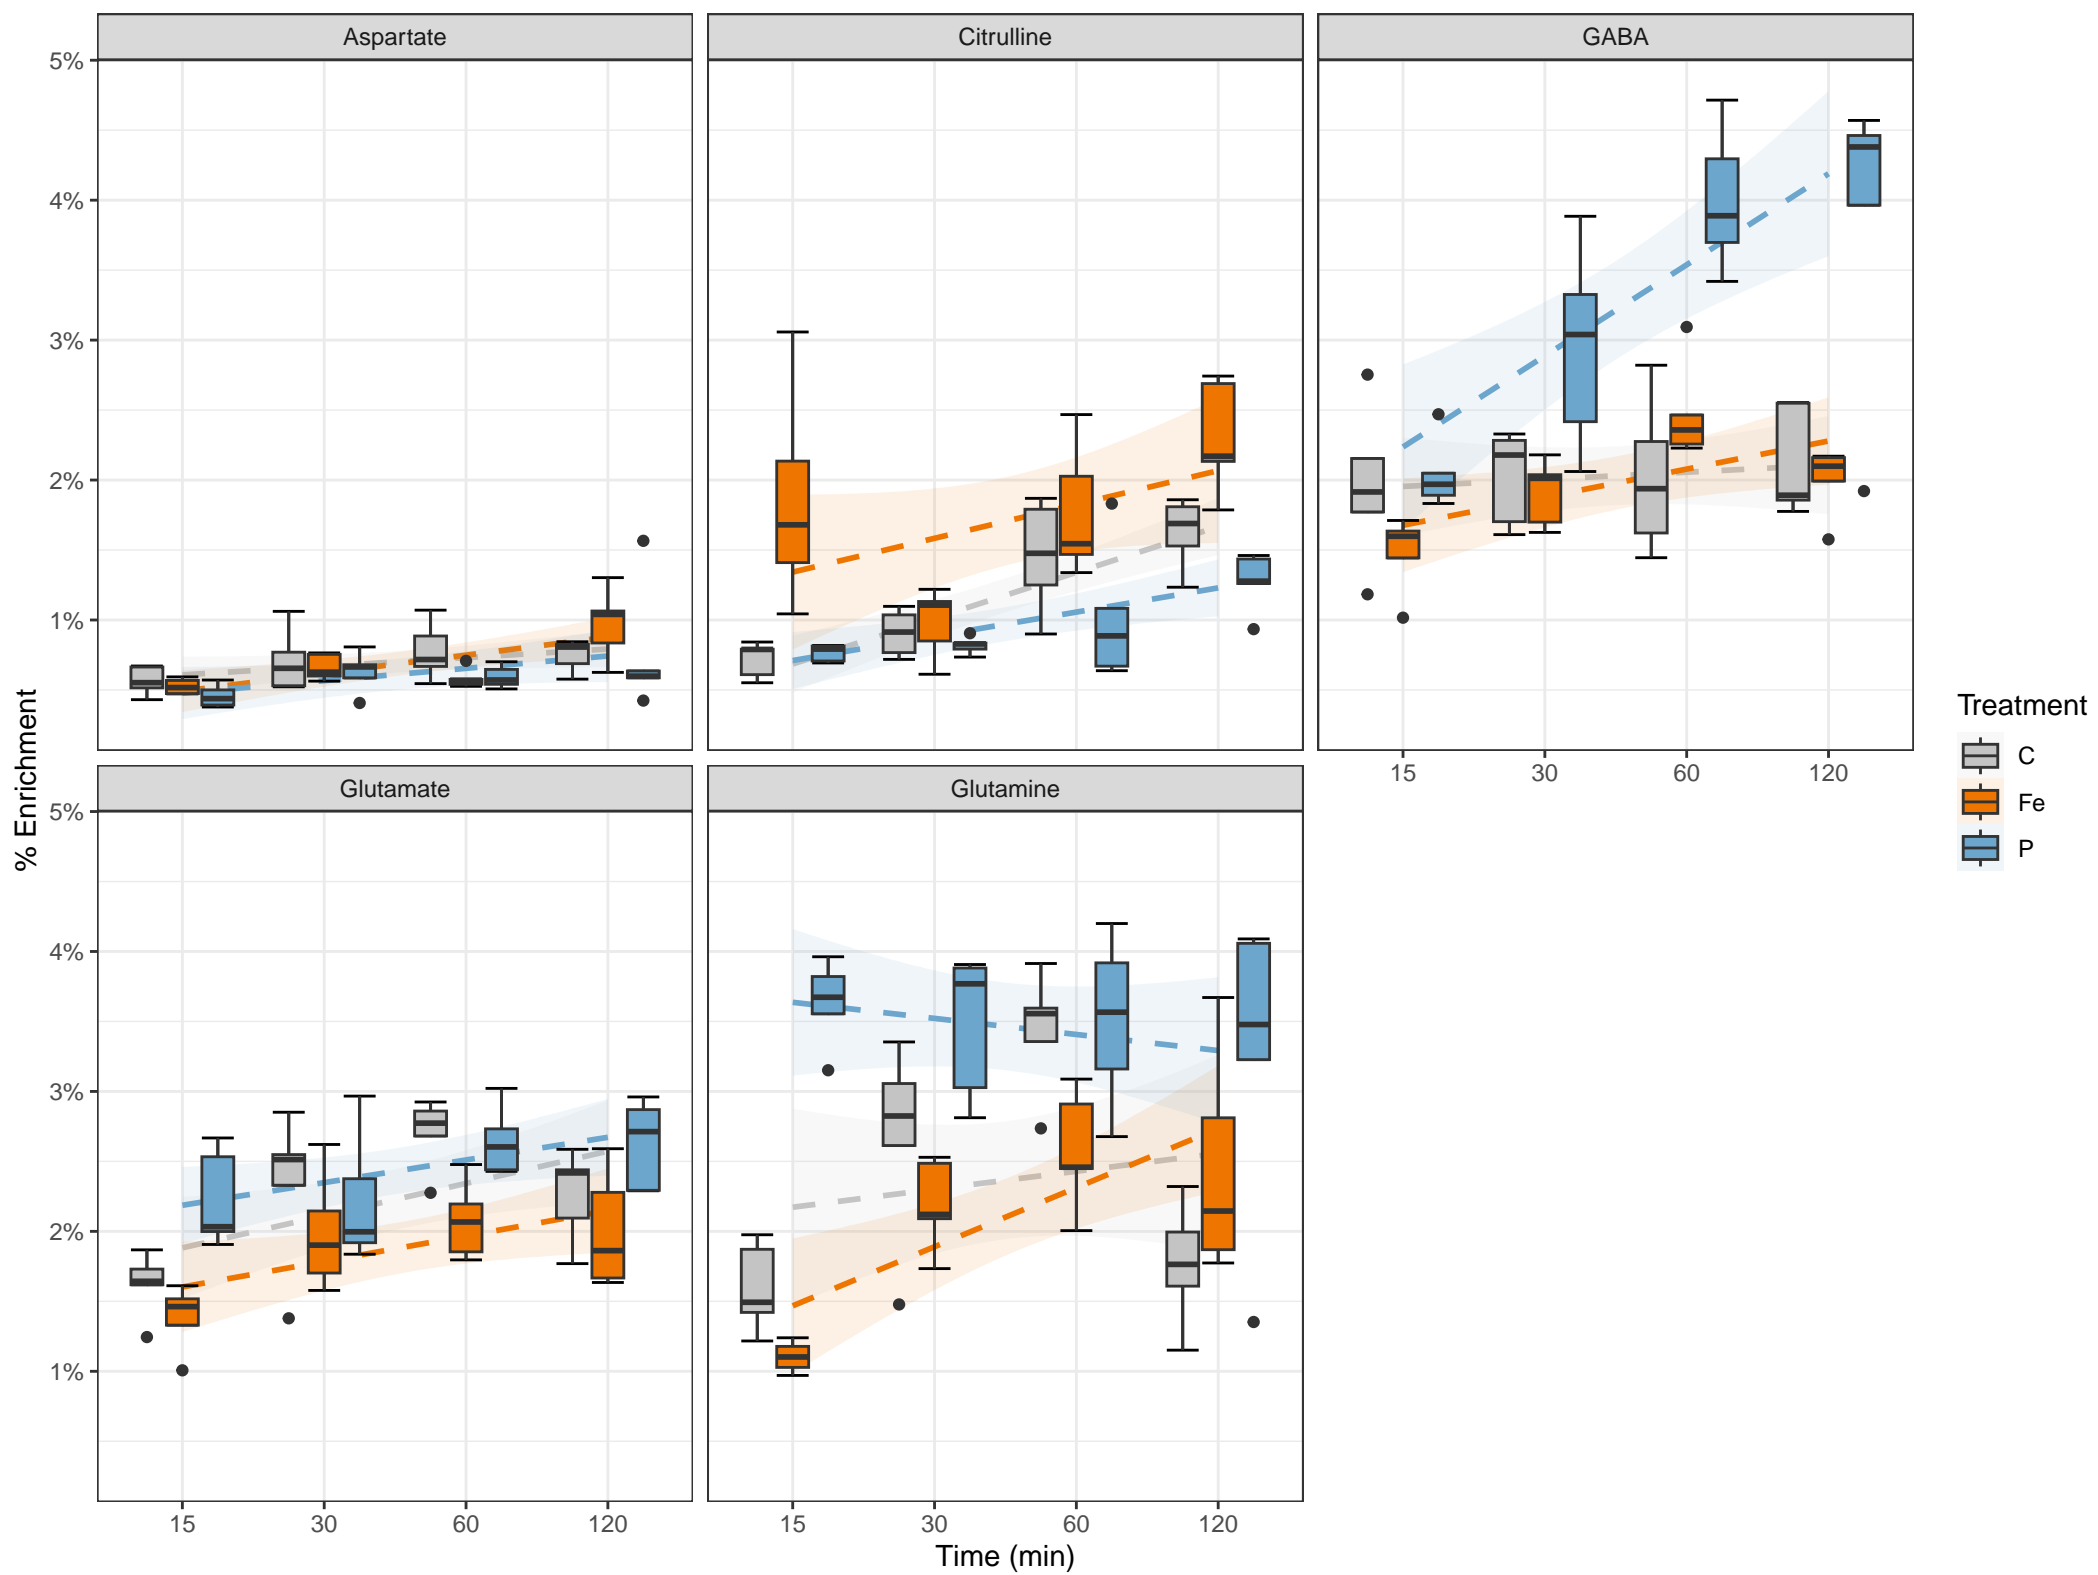 Aspartate
Citrulline
GABA
5%
4%
3%
2%
1%
15
30
60
120
Glutamate
Glutamine
5%
4%
3%
2%
1%
15
30
60
120
15
30
60
120
Time (min)
% Enrichment
Treatment
C
Fe
P